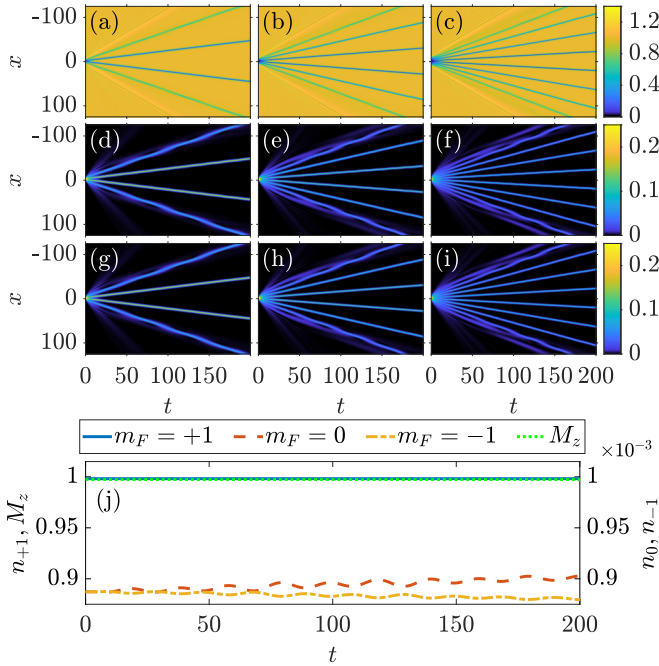 -100 (a) (b) (c) 1.2
x 0 0.8
0.4
100 0
-100 (d) (e) (f) 0.2
x 0 0.1
100 0
-100 (g) (h) (i) 0.2
x 0 0.1
100 0
0 50 100 150 0 50 100 150 0 50 100 150 200
t t t
m_F = +1 m_F = 0 m_F = −1 M_z
×10⁻³
1 (j) 1
n₊₁, M_z 0.95 0.95 n₀, n₋₁
0.9 0.9
0 50 100 150 200
t